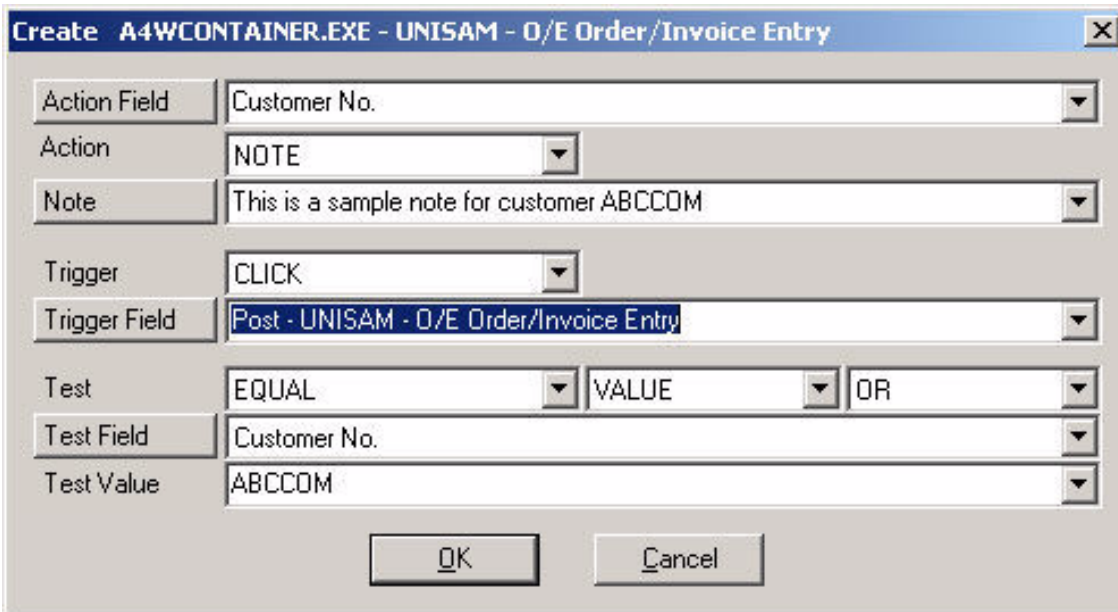 Create A4WCONTAINER.EXE - UNISAM - O/E Order/Invoice Entry
Action Field Customer No.
Action NOTE
Note This is a sample note for customer ABCCOM
Trigger CLICK
Trigger Field Post - UNISAM - O/E Order/Invoice Entry
Test EQUAL VALUE OR
Test Field Customer No.
Test Value ABCCOM
OK Cancel